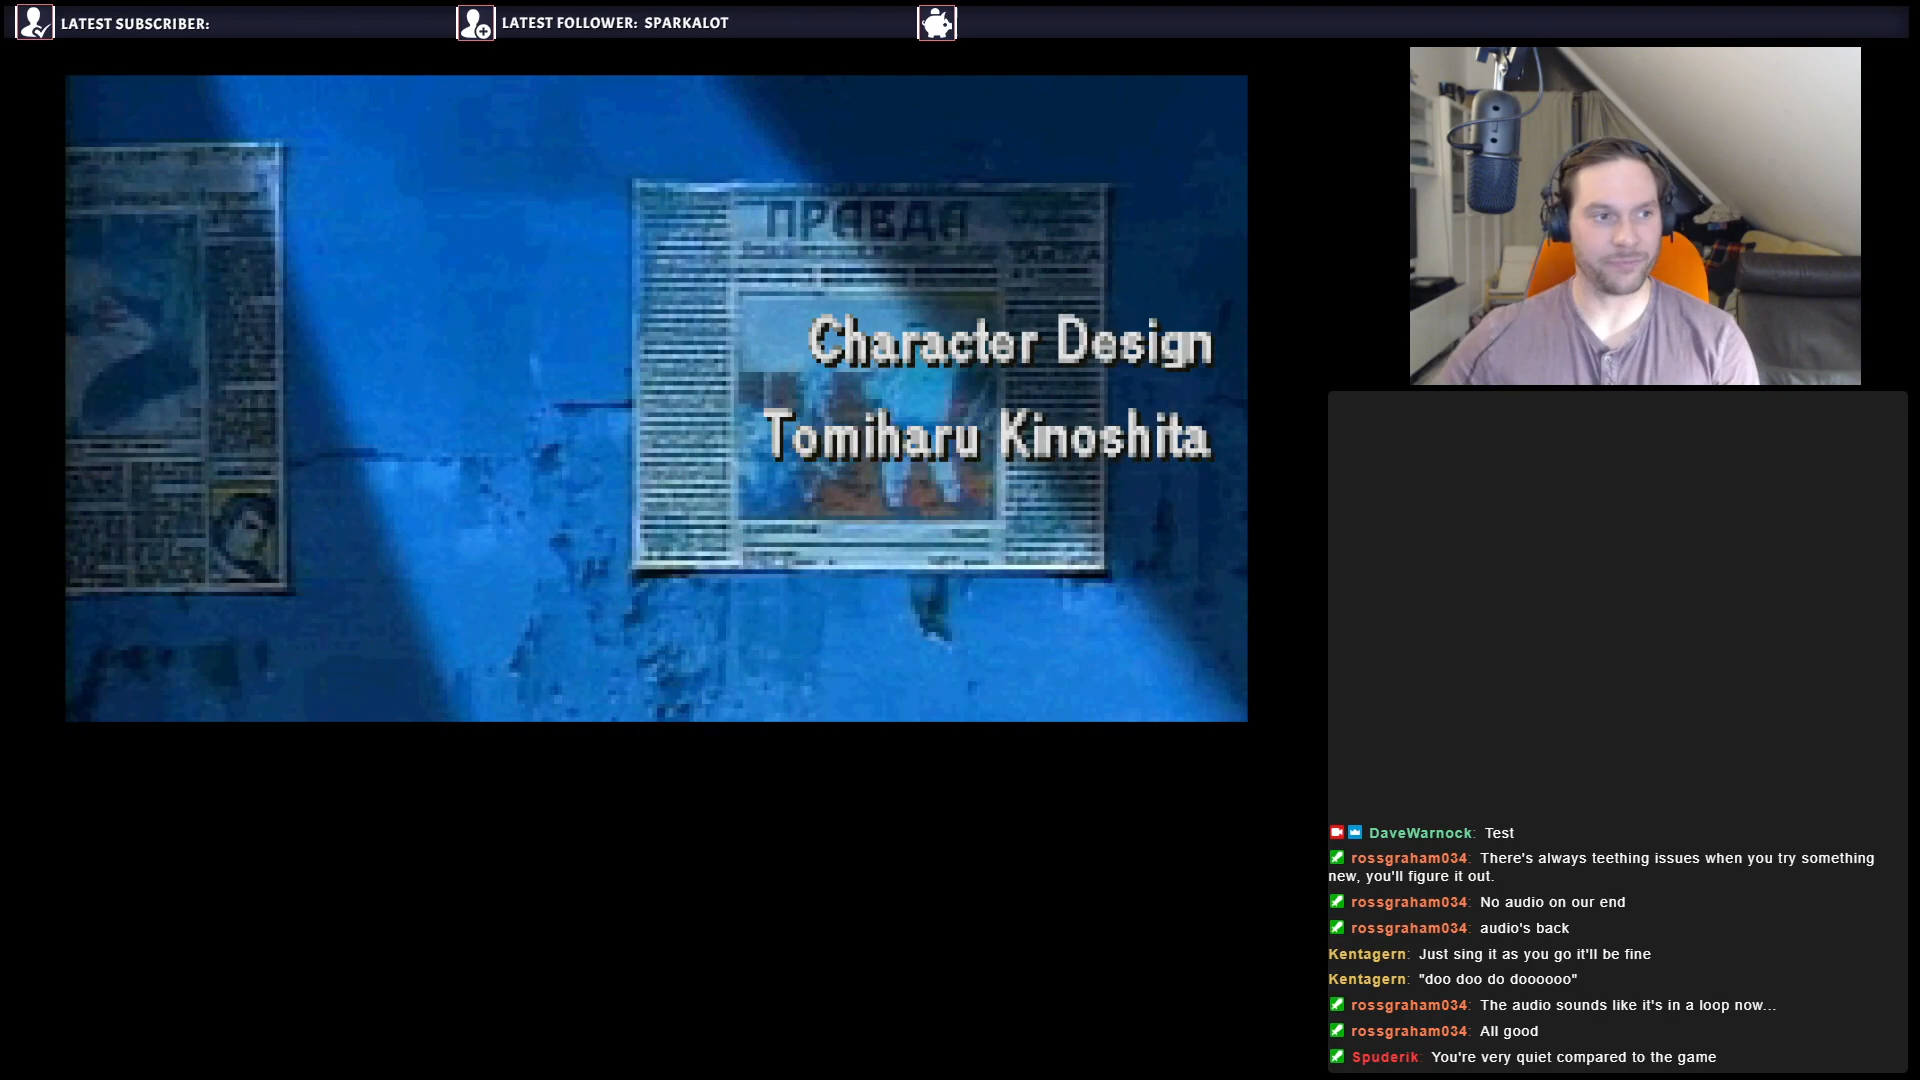 LATEST SUBSCRIBER:
LATEST FOLLOWER: SPARKALOT
ПРАВДА
Character Design
Tomiharu Kinoshita
DaveWarnock: Test
rossgraham034: There's always teething issues when you try something
new, you'll figure it out.
rossgraham034: No audio on our end
rossgraham034: audio's back
Kentagern: Just sing it as you go it'll be fine
Kentagern: "doo doo do doooooo"
rossgraham034: The audio sounds like it's in a loop now...
rossgraham034: All good
Spuderik: You're very quiet compared to the game